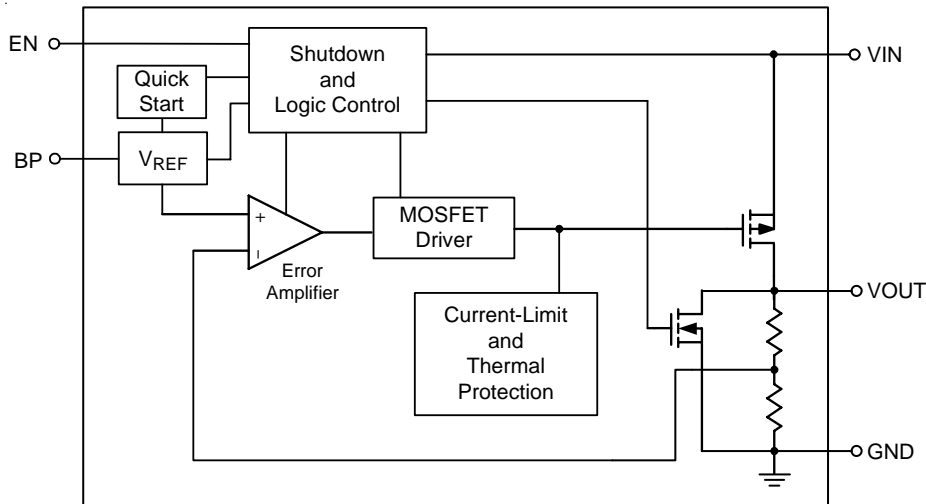 EN
Shutdown
and
Logic Control
VIN
Quick
Start
BP
VREF
+
−
MOSFET
Driver
Error
Amplifier
VOUT
Current-Limit
and
Thermal
Protection
GND